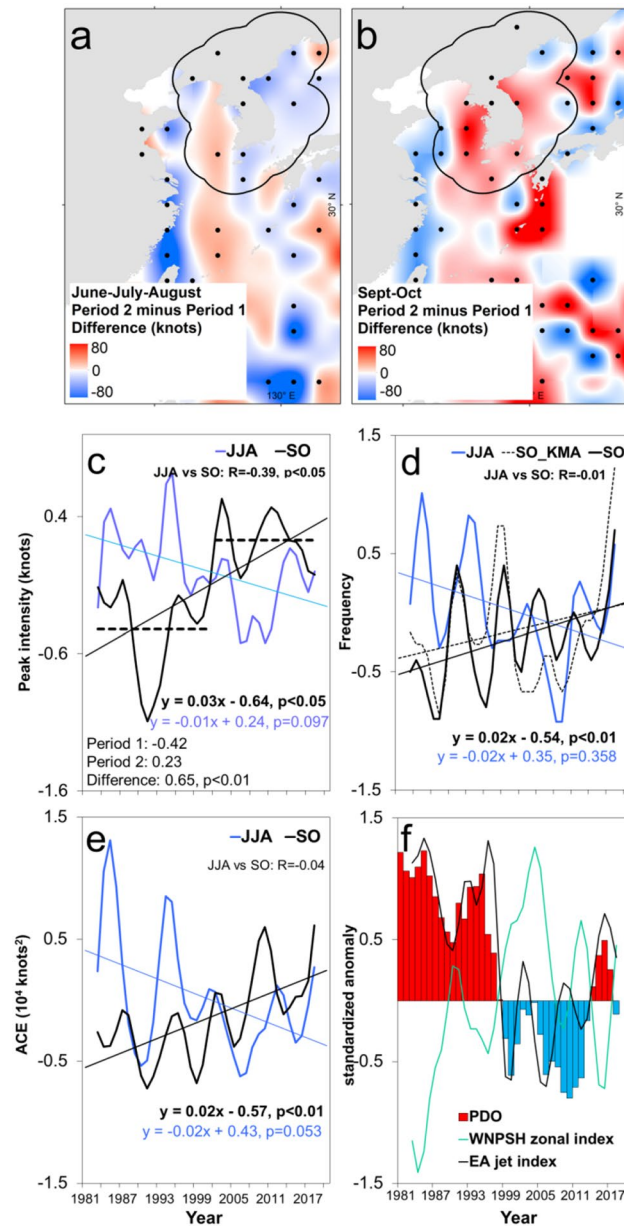 a
b
30° N
30° N
June-July-August
Period 2 minus Period 1
Difference (knots)
80
0
-80
130° E
Sept-Oct
Period 2 minus Period 1
Difference (knots)
80
0
-80
130° E
c
JJA SO
JJA vs SO: R=-0.39, p<0.05
0.4
-0.6
-1.6
Peak intensity (knots)
y = 0.03x - 0.64, p<0.05
y = -0.01x + 0.24, p=0.097
Period 1: -0.42
Period 2: 0.23
Difference: 0.65, p<0.01
d
JJA SO_KMA SO
JJA vs SO: R=-0.01
1.5
0.5
-0.5
-1.5
Frequency
y = 0.02x - 0.54, p<0.01
y = -0.02x + 0.35, p=0.358
e
JJA SO
JJA vs SO: R=-0.04
1.5
0.5
-0.5
-1.5
ACE (10⁴ knots²)
y = 0.02x - 0.57, p<0.01
y = -0.02x + 0.43, p=0.053
1981 1987 1993 1999 2005 2011 2017
Year
f
1.5
0.5
-0.5
-1.5
standardized anomaly
PDO
WNPSH zonal index
EA jet index
1981 1987 1993 1999 2005 2011 2017
Year